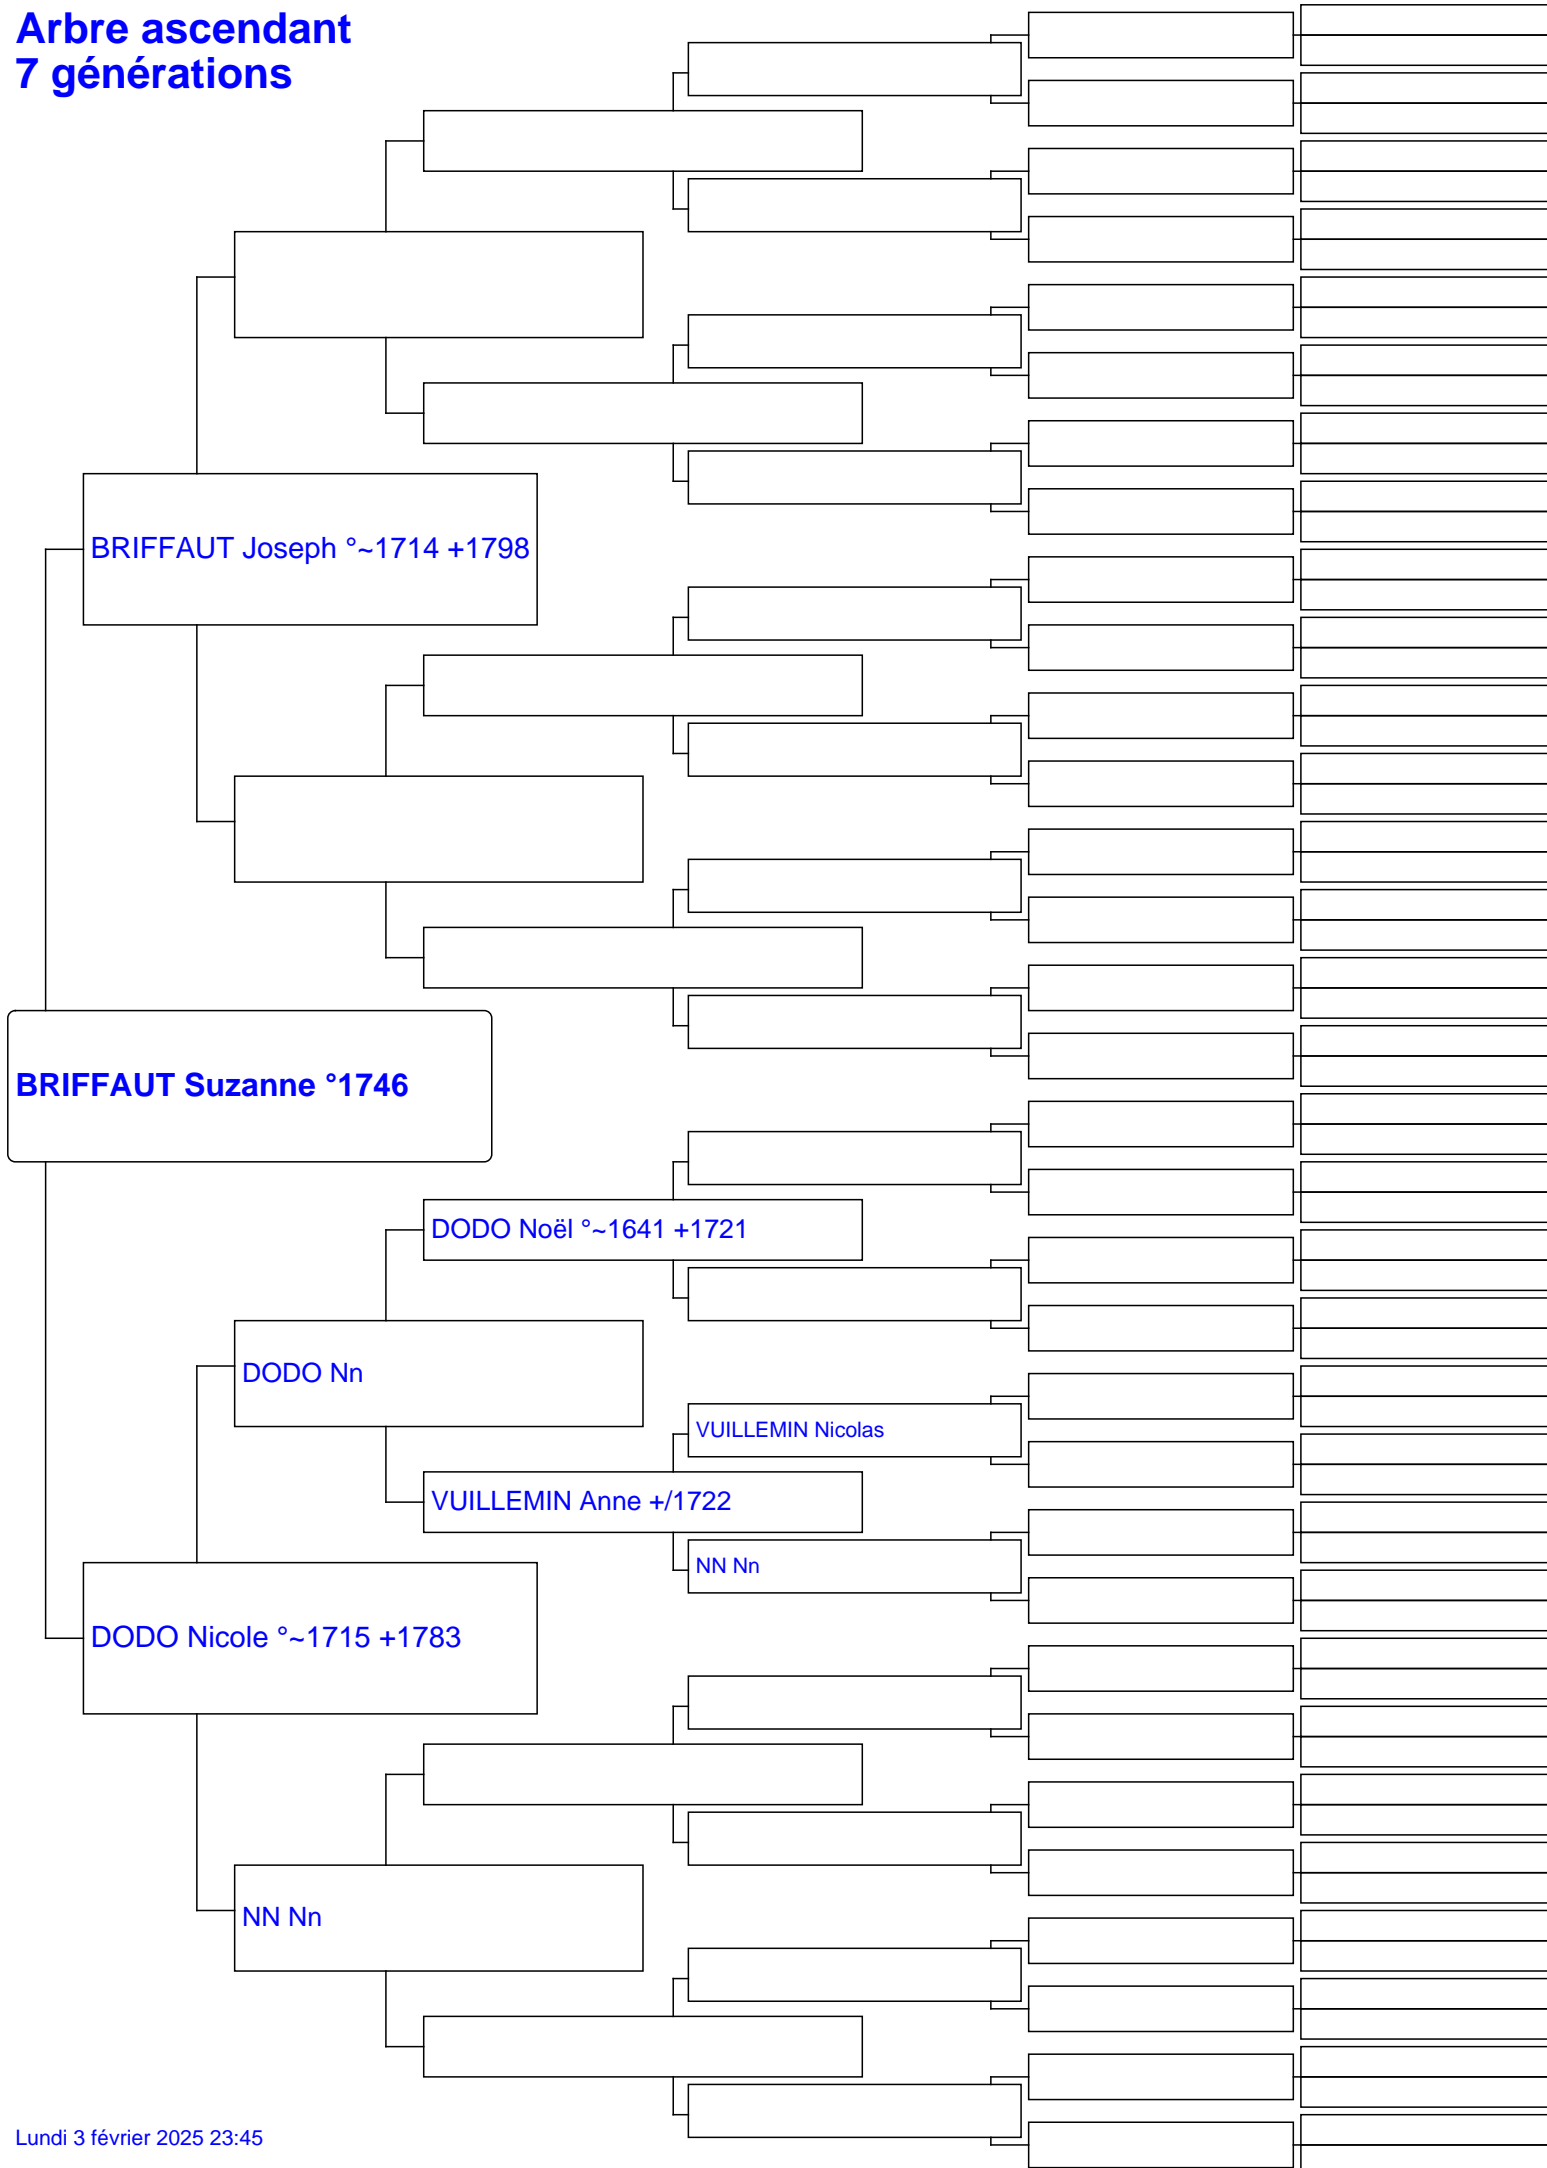 Arbre ascendant
7 générations
BRIFFAUT Joseph °~1714 +1798
BRIFFAUT Suzanne °1746
DODO Noël °~1641 +1721
DODO Nn
VUILLEMIN Nicolas
VUILLEMIN Anne +/1722
NN Nn
DODO Nicole °~1715 +1783
NN Nn
Lundi 3 février 2025 23:45